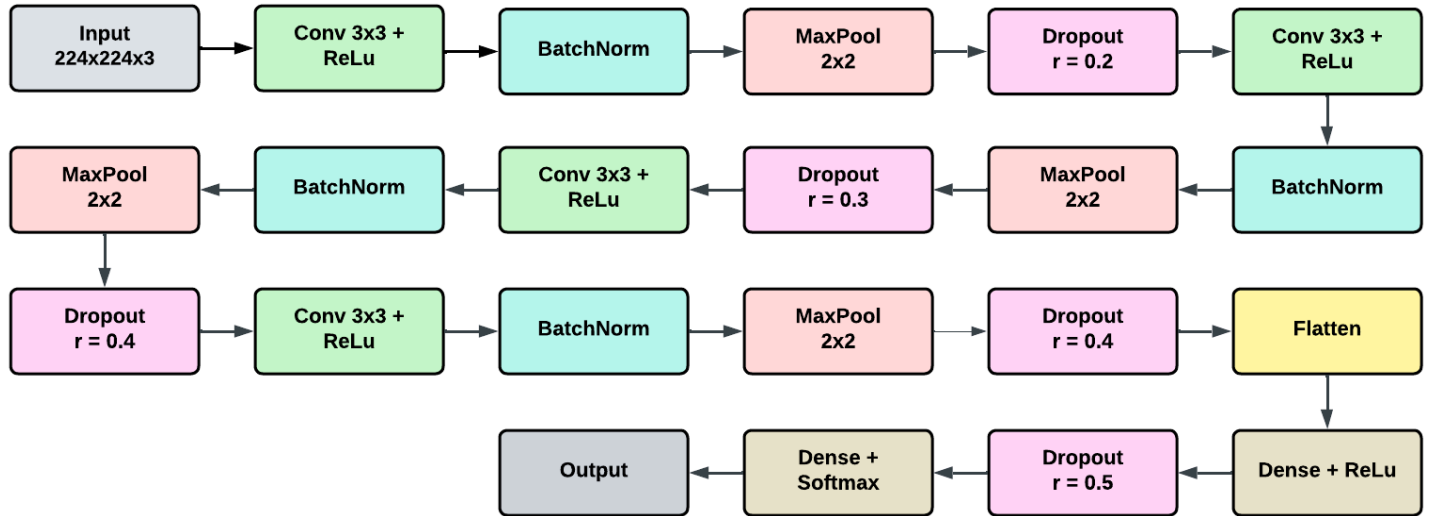 Input
224x224x3
Conv 3x3 +
ReLu
BatchNorm
MaxPool
2x2
Dropout
r = 0.2
Conv 3x3 +
ReLu
MaxPool
2x2
BatchNorm
Conv 3x3 +
ReLu
Dropout
r = 0.3
MaxPool
2x2
BatchNorm
Dropout
r = 0.4
Conv 3x3 +
ReLu
BatchNorm
MaxPool
2x2
Dropout
r = 0.4
Flatten
Output
Dense +
Softmax
Dropout
r = 0.5
Dense + ReLu